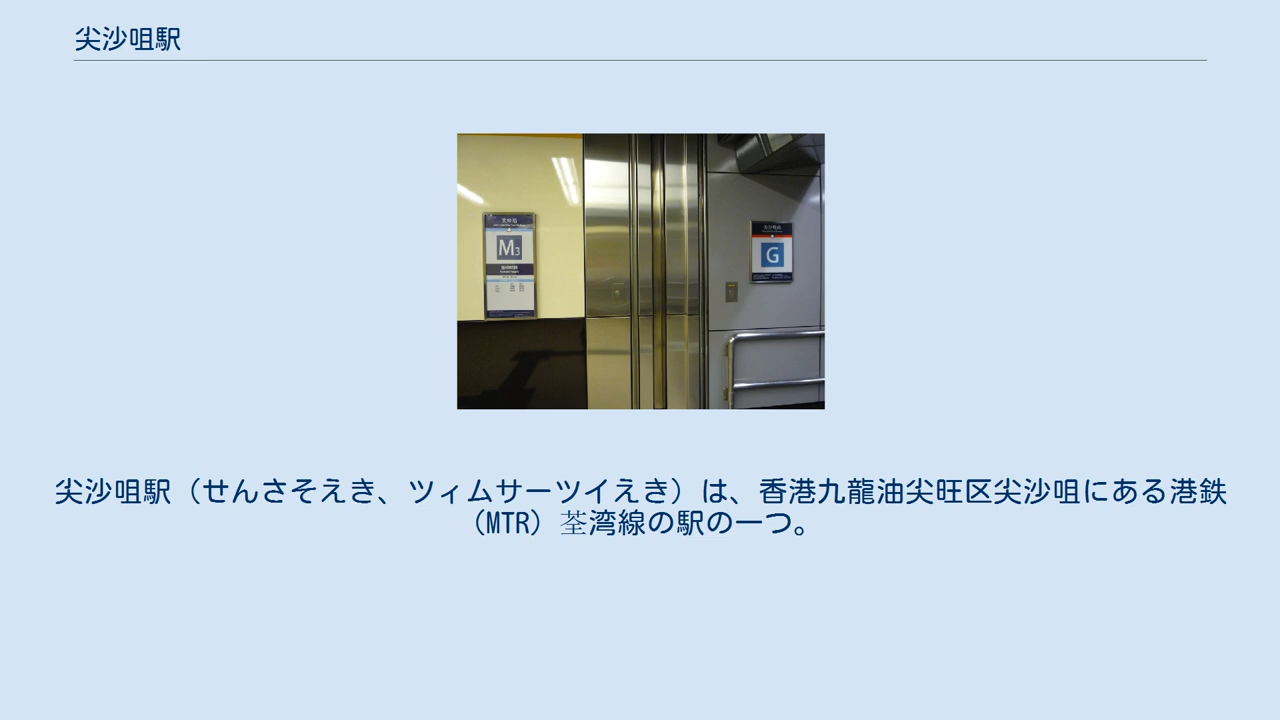 尖沙咀駅
M3
G
尖沙咀駅（せんさそえき、ツィムサーツイえき）は、香港九龍油尖旺区尖沙咀にある港鉄
（MTR）荃湾線の駅の一つ。